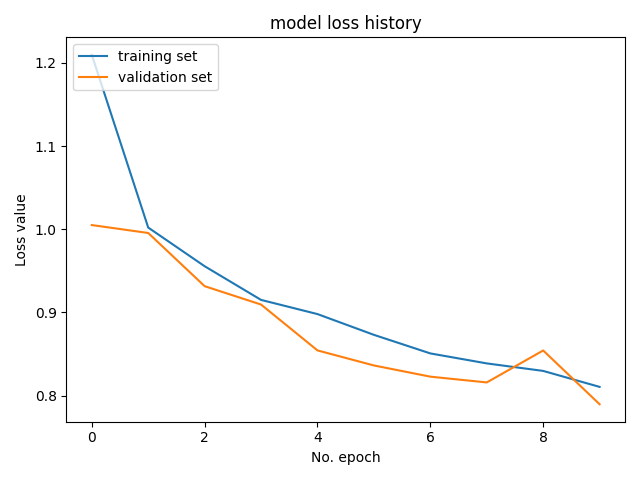 model loss history
training set
validation set
Loss value
1.2
1.1
1.0
0.9
0.8
0
2
4
6
8
No. epoch